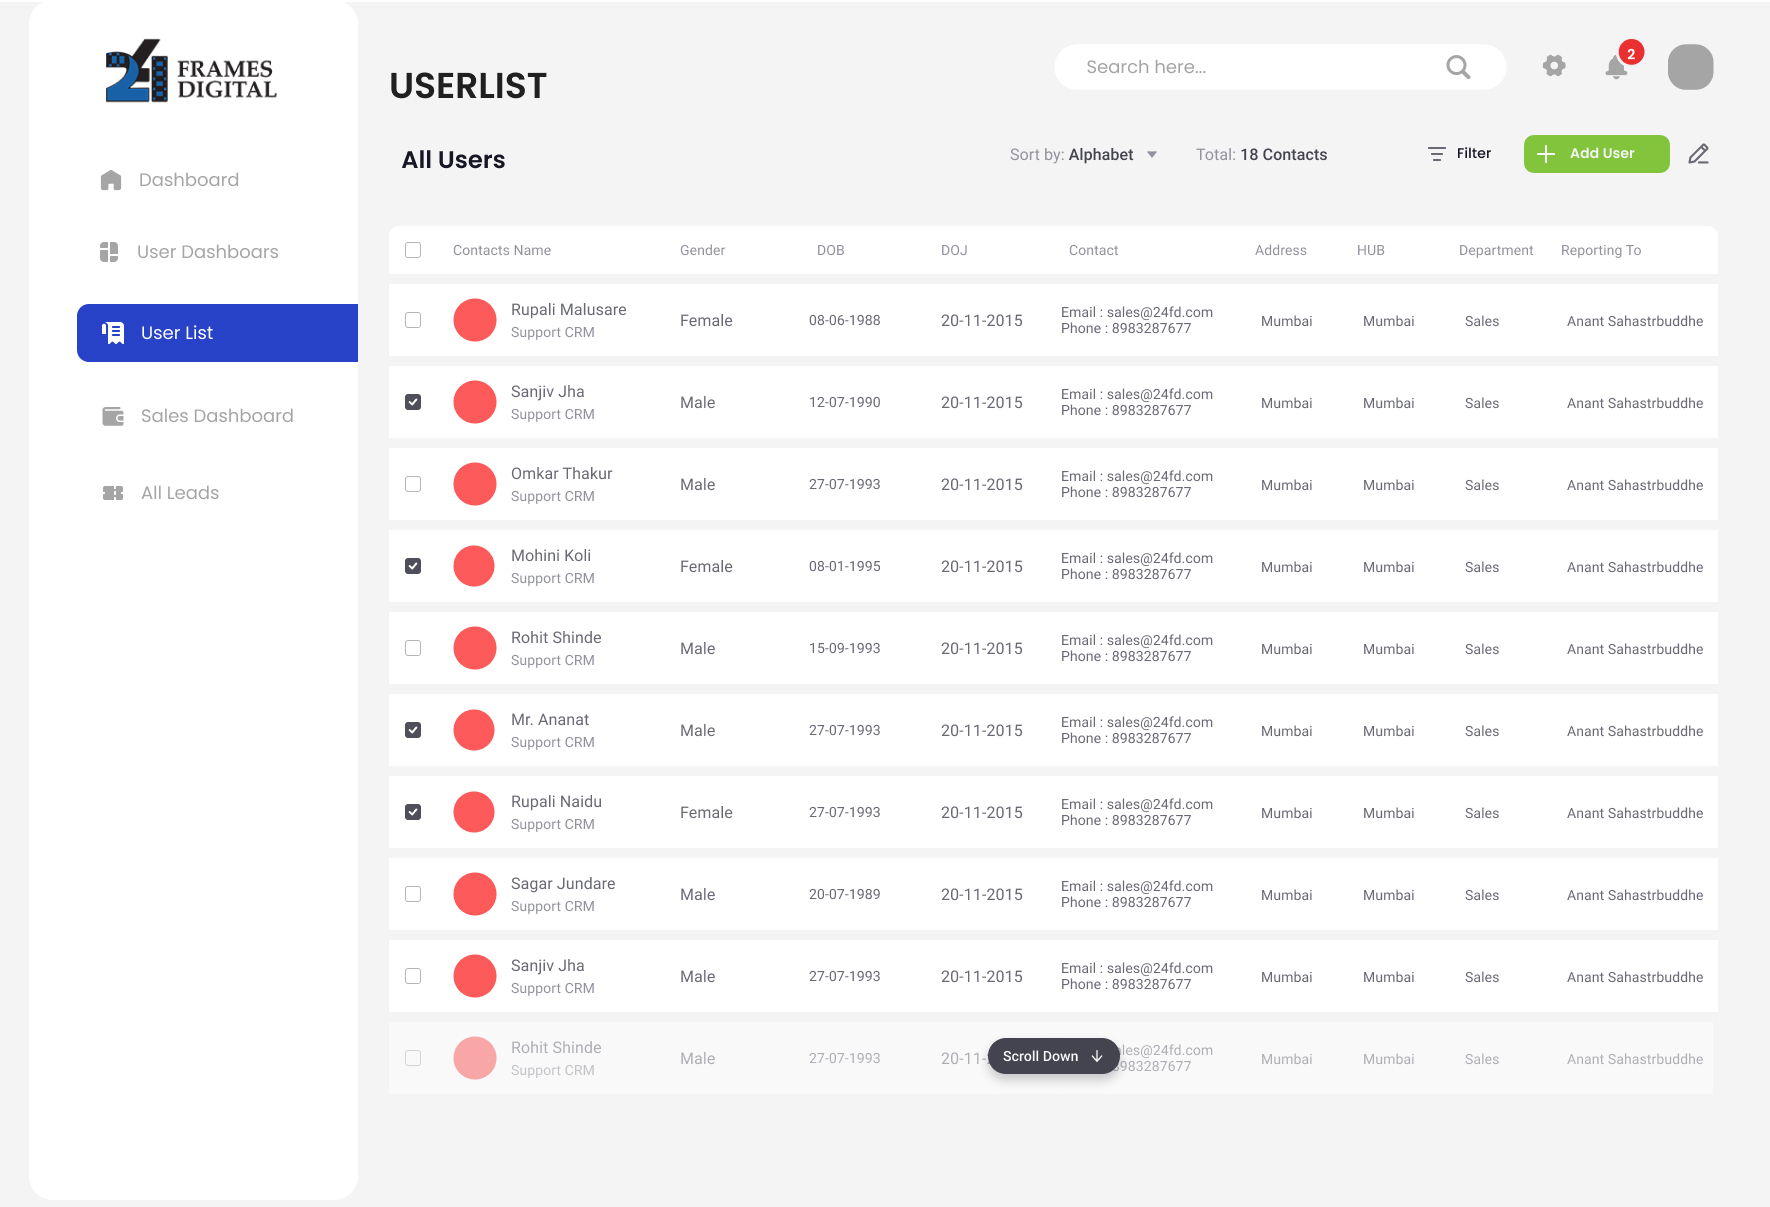 24 FRAMES DIGITAL
Dashboard
User Dashboars
User List
Sales Dashboard
All Leads
USERLIST
Search here...
2
All Users
Sort by: Alphabet
Total: 18 Contacts
Filter
Add User
Contacts Name Gender DOB DOJ Contact Address HUB Department Reporting To
Rupali Malusare
Support CRM
Female 08-06-1988 20-11-2015
Email : sales@24fd.com
Phone : 8983287677
Mumbai Mumbai Sales Anant Sahastrbuddhe
Sanjiv Jha
Support CRM
Male 12-07-1990 20-11-2015
Email : sales@24fd.com
Phone : 8983287677
Mumbai Mumbai Sales Anant Sahastrbuddhe
Omkar Thakur
Support CRM
Male 27-07-1993 20-11-2015
Email : sales@24fd.com
Phone : 8983287677
Mumbai Mumbai Sales Anant Sahastrbuddhe
Mohini Koli
Support CRM
Female 08-01-1995 20-11-2015
Email : sales@24fd.com
Phone : 8983287677
Mumbai Mumbai Sales Anant Sahastrbuddhe
Rohit Shinde
Support CRM
Male 15-09-1993 20-11-2015
Email : sales@24fd.com
Phone : 8983287677
Mumbai Mumbai Sales Anant Sahastrbuddhe
Mr. Ananat
Support CRM
Male 27-07-1993 20-11-2015
Email : sales@24fd.com
Phone : 8983287677
Mumbai Mumbai Sales Anant Sahastrbuddhe
Rupali Naidu
Support CRM
Female 27-07-1993 20-11-2015
Email : sales@24fd.com
Phone : 8983287677
Mumbai Mumbai Sales Anant Sahastrbuddhe
Sagar Jundare
Support CRM
Male 20-07-1989 20-11-2015
Email : sales@24fd.com
Phone : 8983287677
Mumbai Mumbai Sales Anant Sahastrbuddhe
Sanjiv Jha
Support CRM
Male 27-07-1993 20-11-2015
Email : sales@24fd.com
Phone : 8983287677
Mumbai Mumbai Sales Anant Sahastrbuddhe
Rohit Shinde
Support CRM
Male 27-07-1993 20-11-
Scroll Down
les@24fd.com
8983287677
Mumbai Mumbai Sales Anant Sahastrbuddhe